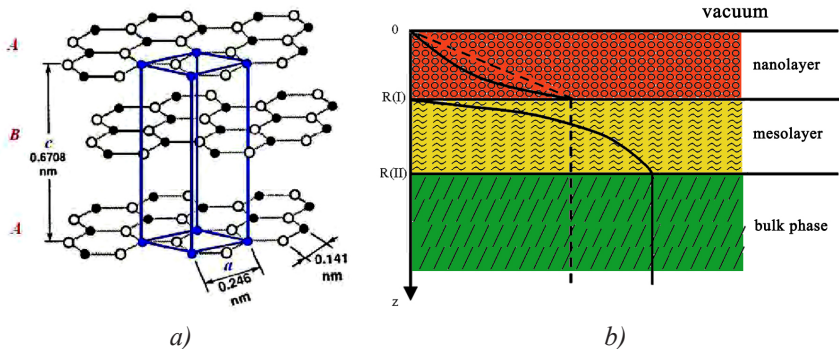 A
B
A
c
0.6708
nm
a
0.246
nm
0.141
nm
a)
vacuum
0
nanolayer
R(I)
mesolayer
R(II)
bulk phase
z
b)